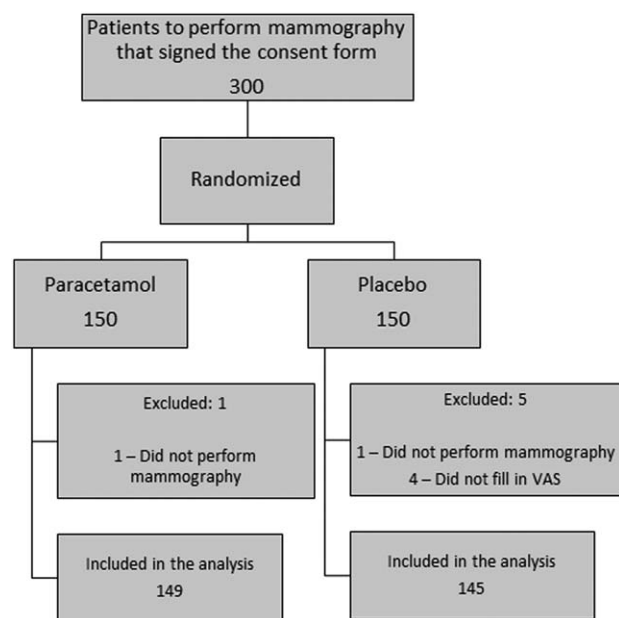 Patients to perform mammography
that signed the consent form
300
Randomized
Paracetamol
150
Placebo
150
Excluded: 1
1 – Did not perform
mammography
Excluded: 5
1 – Did not perform mammography
4 – Did not fill in VAS
Included in the analysis
149
Included in the analysis
145